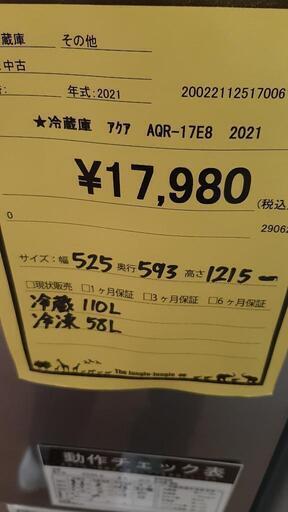 蔵庫 その他
中古
年式:2021 20022112517006
★冷蔵庫 アクア AQR-17E8 2021
¥17,980 (税込
0
29062
サイズ:幅 525 奥行 593 高さ 1215
□現状販売 □1ヶ月保証 □3ヶ月保証 □6ヶ月保証
冷蔵 110L
冷凍 58L
The Jungle-Jungle
動作チェック表